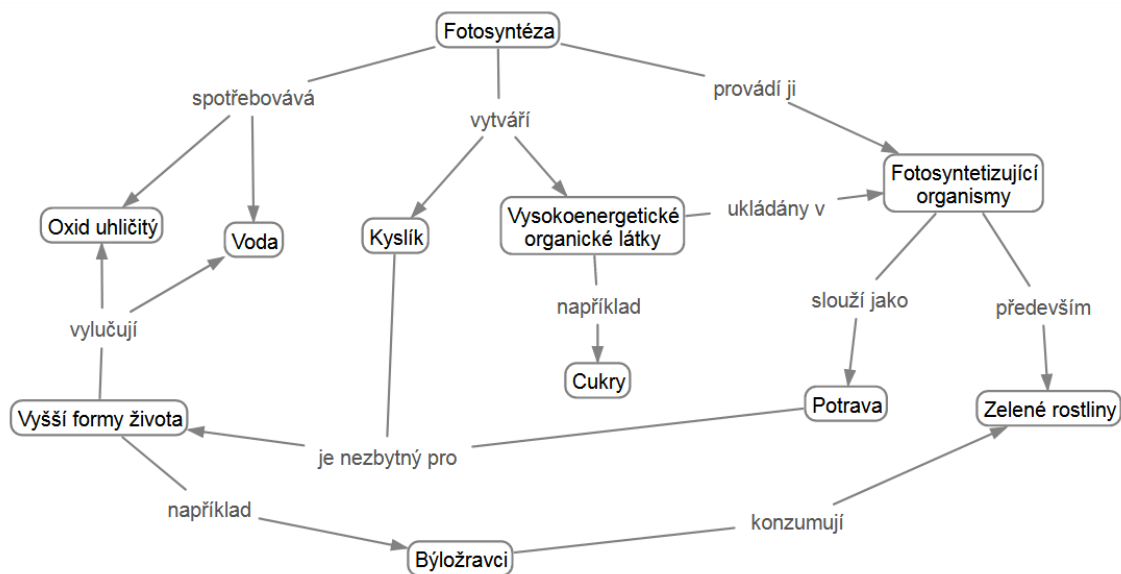 Fotosyntéza
spotřebovává
vytváří
provádí ji
Oxid uhličitý
Voda
Kyslík
Vysokoenergetické
organické látky
ukládány v
Fotosyntetizující
organismy
vylučují
například
slouží jako
především
Cukry
Vyšší formy života
je nezbytný pro
Potrava
Zelené rostliny
například
Býložravci
konzumují